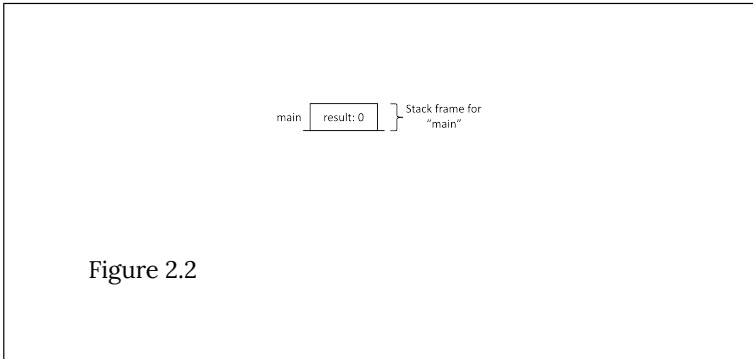 main
result: 0
Stack frame for
“main”
Figure 2.2